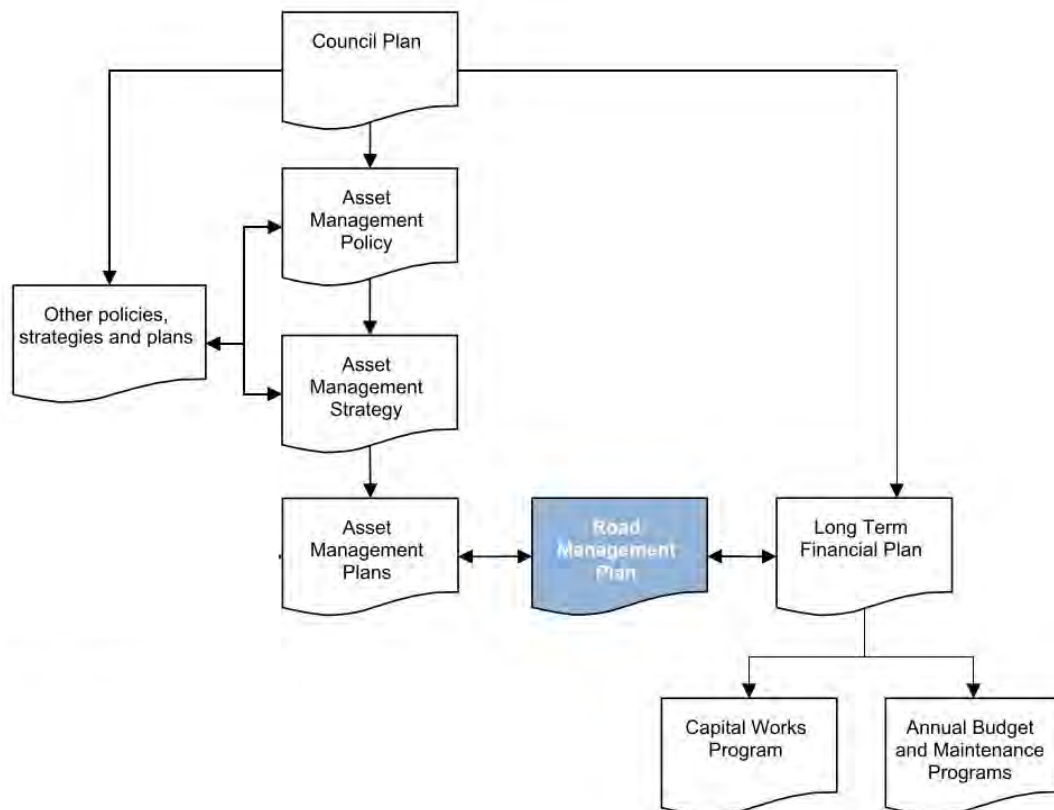 Council Plan
Asset
Management
Policy
Other policies,
strategies and plans
Asset
Management
Strategy
Asset
Management
Plans
Road
Management
Plan
Long Term
Financial Plan
Capital Works
Program
Annual Budget
and Maintenance
Programs